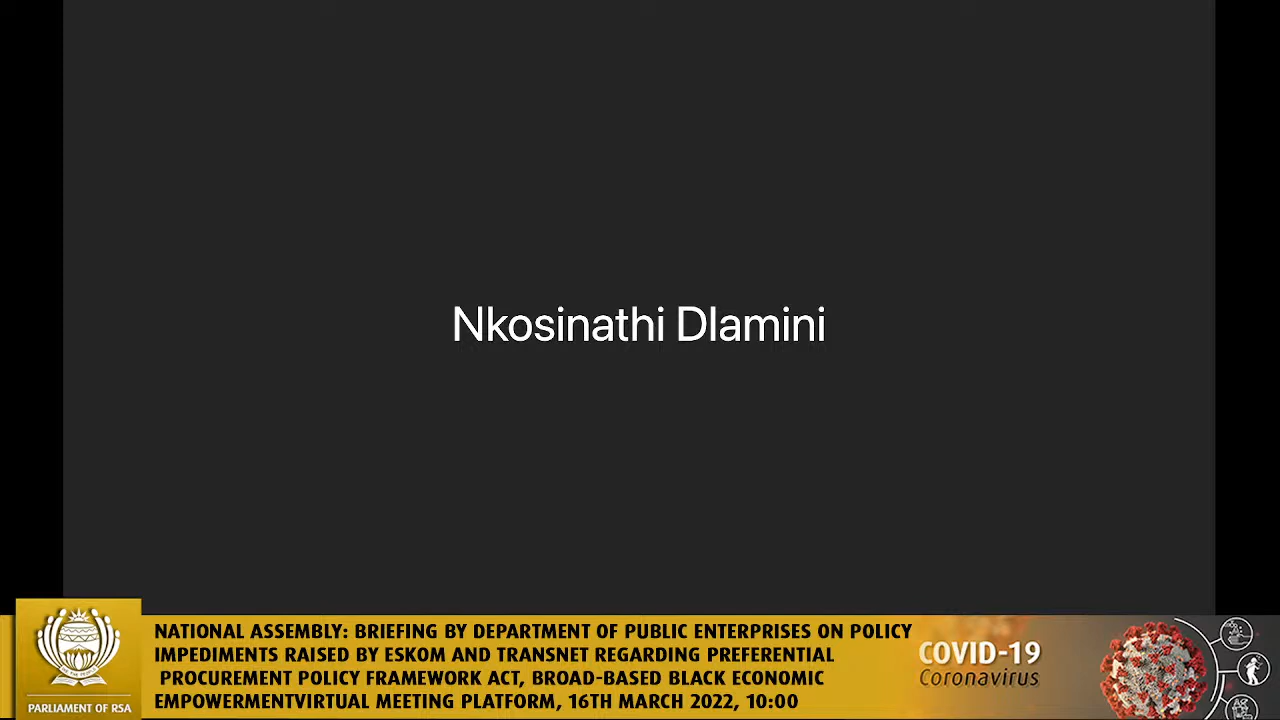 Nkosinathi Dlamini
NATIONAL ASSEMBLY: BRIEFING BY DEPARTMENT OF PUBLIC ENTERPRISES ON POLICY
IMPEDIMENTS RAISED BY ESKOM AND TRANSNET REGARDING PREFERENTIAL
PROCUREMENT POLICY FRAMEWORK ACT, BROAD-BASED BLACK ECONOMIC
EMPOWERMENTVIRTUAL MEETING PLATFORM, 16TH MARCH 2022, 10:00
PARLIAMENT OF RSA
COVID-19
Coronavirus